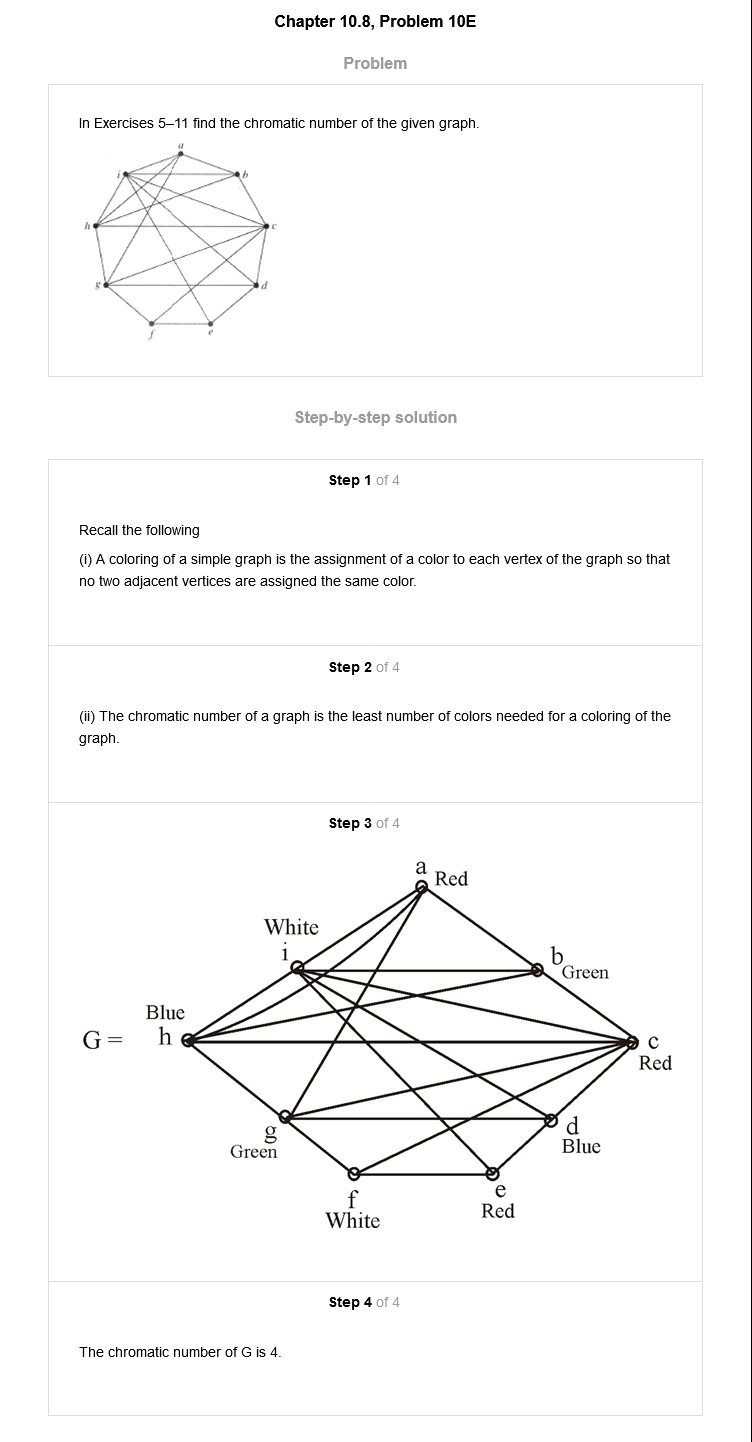 Chapter 10.8, Problem 10E
Problem
In Exercises 5–11 find the chromatic number of the given graph.
a
i
b
h
c
g
d
f
e
Step-by-step solution
Step 1 of 4
Recall the following
(i) A coloring of a simple graph is the assignment of a color to each vertex of the graph so that
no two adjacent vertices are assigned the same color.
Step 2 of 4
(ii) The chromatic number of a graph is the least number of colors needed for a coloring of the
graph.
Step 3 of 4
a
Red
White
i
b
Green
Blue
G = h
c
Red
g
Green
d
Blue
f
White
e
Red
Step 4 of 4
The chromatic number of G is 4.